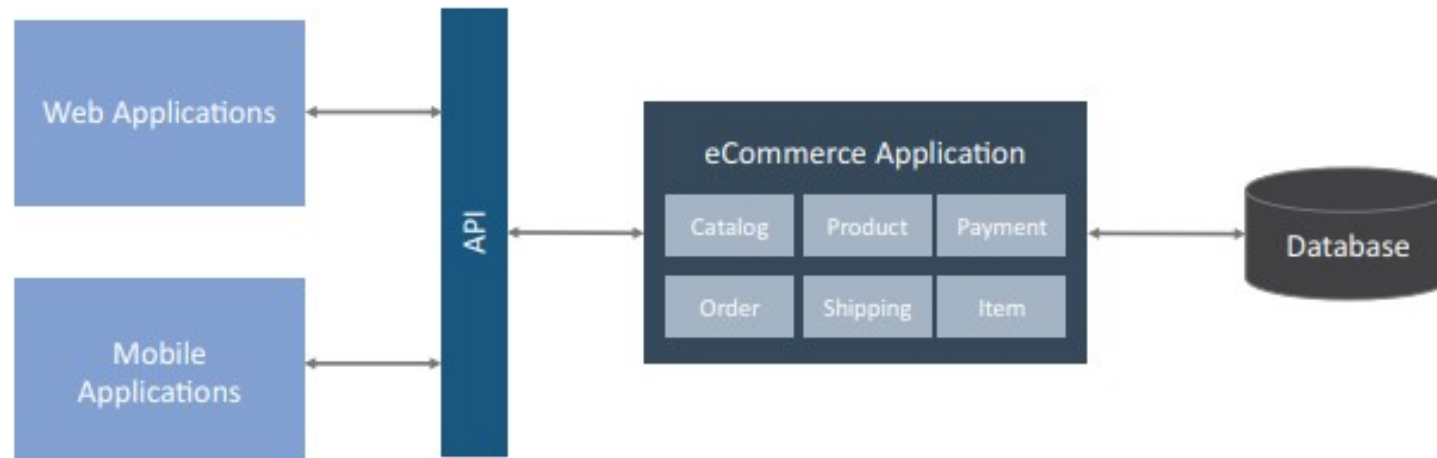 Web Applications
Mobile
Applications
API
eCommerce Application
Catalog
Product
Payment
Order
Shipping
Item
Database